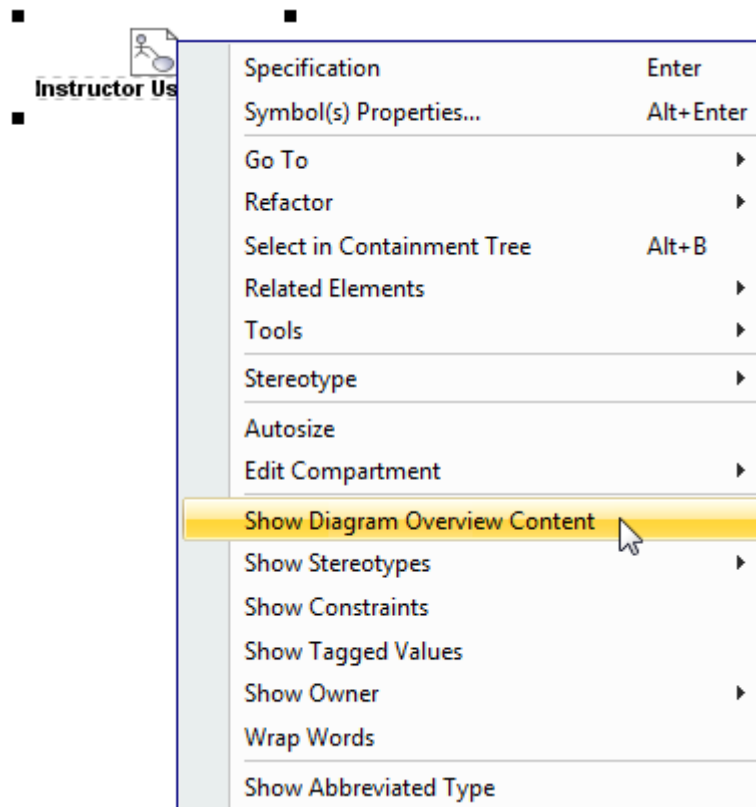 Instructor Us
Specification Enter
Symbol(s) Properties... Alt+Enter
Go To
Refactor
Select in Containment Tree Alt+B
Related Elements
Tools
Stereotype
Autosize
Edit Compartment
Show Diagram Overview Content
Show Stereotypes
Show Constraints
Show Tagged Values
Show Owner
Wrap Words
Show Abbreviated Type